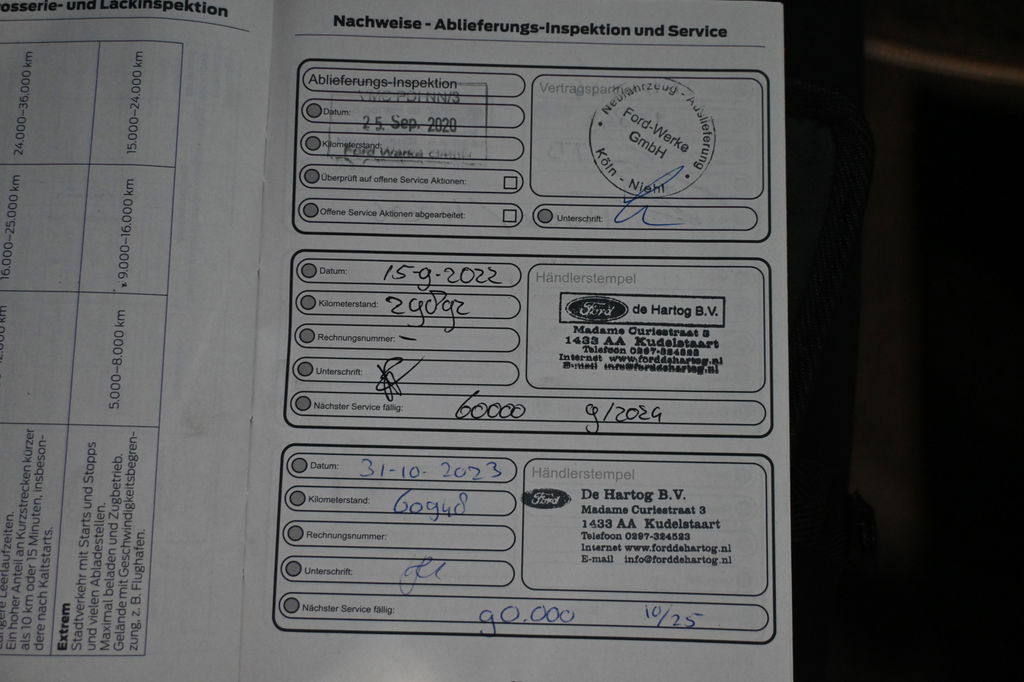 osserie- und Lackinspektion
24.000–36.000 km
15.000–24.000 km
16.000–25.000 km
9.000–16.000 km
5.000–8.000 km
Leerlaufzeiten.
Ein hoher Anteil an Kurzstrecken kürzer
als 10 km oder 15 Minuten, insbeson-
dere nach Kaltstarts.
Extrem
Stadtverkehr mit Starts und Stopps
und vielen Abladestellen.
Maximal beladen und Zugbetrieb.
Gelände mit Geschwindigkeitsbegren-
zung, z. B. Flughafen.
Nachweise - Ablieferungs-Inspektion und Service
Ablieferungs-Inspektion
Datum:
25. Sep. 2020
Kilometerstand:
Ford Werke GmbH
Überprüft auf offene Service Aktionen:
Offene Service Aktionen abgearbeitet:
Neufahrzeug - Auslieferung
Ford-Werke
GmbH
Köln - Niehl
Unterschrift:
Datum: 15-9-2022
Kilometerstand: 29892
Rechnungsnummer: –
Unterschrift:
Nächster Service fällig: 60000 9/2024
Händlerstempel
Ford de Hartog B.V.
Madame Curiestraat 3
1433 AA Kudelstaart
Telefoon 0297-324523
Internet www.forddehartog.nl
E-mail info@forddehartog.nl
Datum: 31-10-2023
Kilometerstand: 60948
Rechnungsnummer:
Unterschrift:
Nächster Service fällig: 90.000 10/25
Händlerstempel
Ford De Hartog B.V.
Madame Curiestraat 3
1433 AA Kudelstaart
Telefoon 0297-324523
Internet www.forddehartog.nl
E-mail info@forddehartog.nl